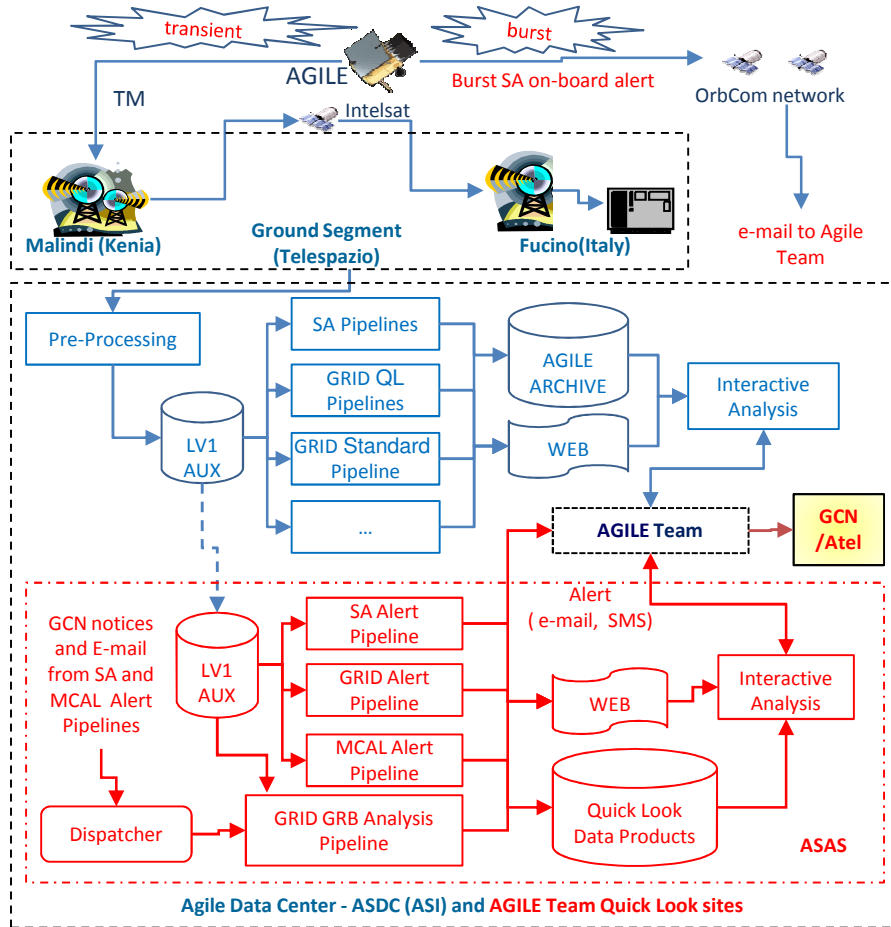 transient
burst
AGILE
Burst SA on-board alert
TM
OrbCom network
Intelsat
Malindi (Kenia)
Ground Segment
(Telespazio)
Fucino(Italy)
e-mail to Agile
Team
Pre-Processing
SA Pipelines
GRID QL
Pipelines
GRID Standard
Pipeline
...
LV1
AUX
AGILE
ARCHIVE
WEB
Interactive
Analysis
AGILE Team
GCN
/Atel
GCN notices
and E-mail
from SA and
MCAL Alert
Pipelines
LV1
AUX
SA Alert
Pipeline
GRID Alert
Pipeline
MCAL Alert
Pipeline
Alert
( e-mail, SMS)
WEB
Interactive
Analysis
Dispatcher
GRID GRB Analysis
Pipeline
Quick Look
Data Products
ASAS
Agile Data Center - ASDC (ASI) and AGILE Team Quick Look sites